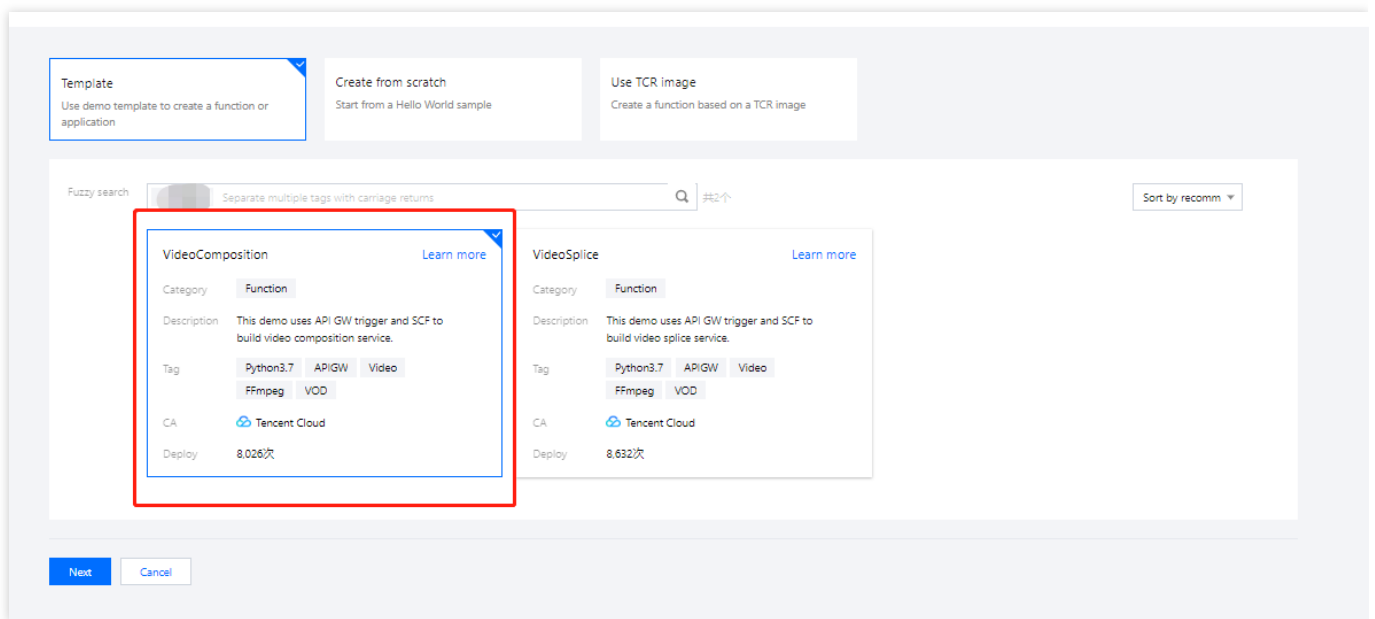 Template
Use demo template to create a function or
application
Create from scratch
Start from a Hello World sample
Use TCR image
Create a function based on a TCR image
Fuzzy search
Separate multiple tags with carriage returns
共2个
Sort by recomm
VideoComposition
Learn more
Category
Function
Description
This demo uses API GW trigger and SCF to
build video composition service.
Tag
Python3.7 APIGW Video
FFmpeg VOD
CA
Tencent Cloud
Deploy
8,026次
VideoSplice
Learn more
Category
Function
Description
This demo uses API GW trigger and SCF to
build video splice service.
Tag
Python3.7 APIGW Video
FFmpeg VOD
CA
Tencent Cloud
Deploy
8,632次
Next
Cancel